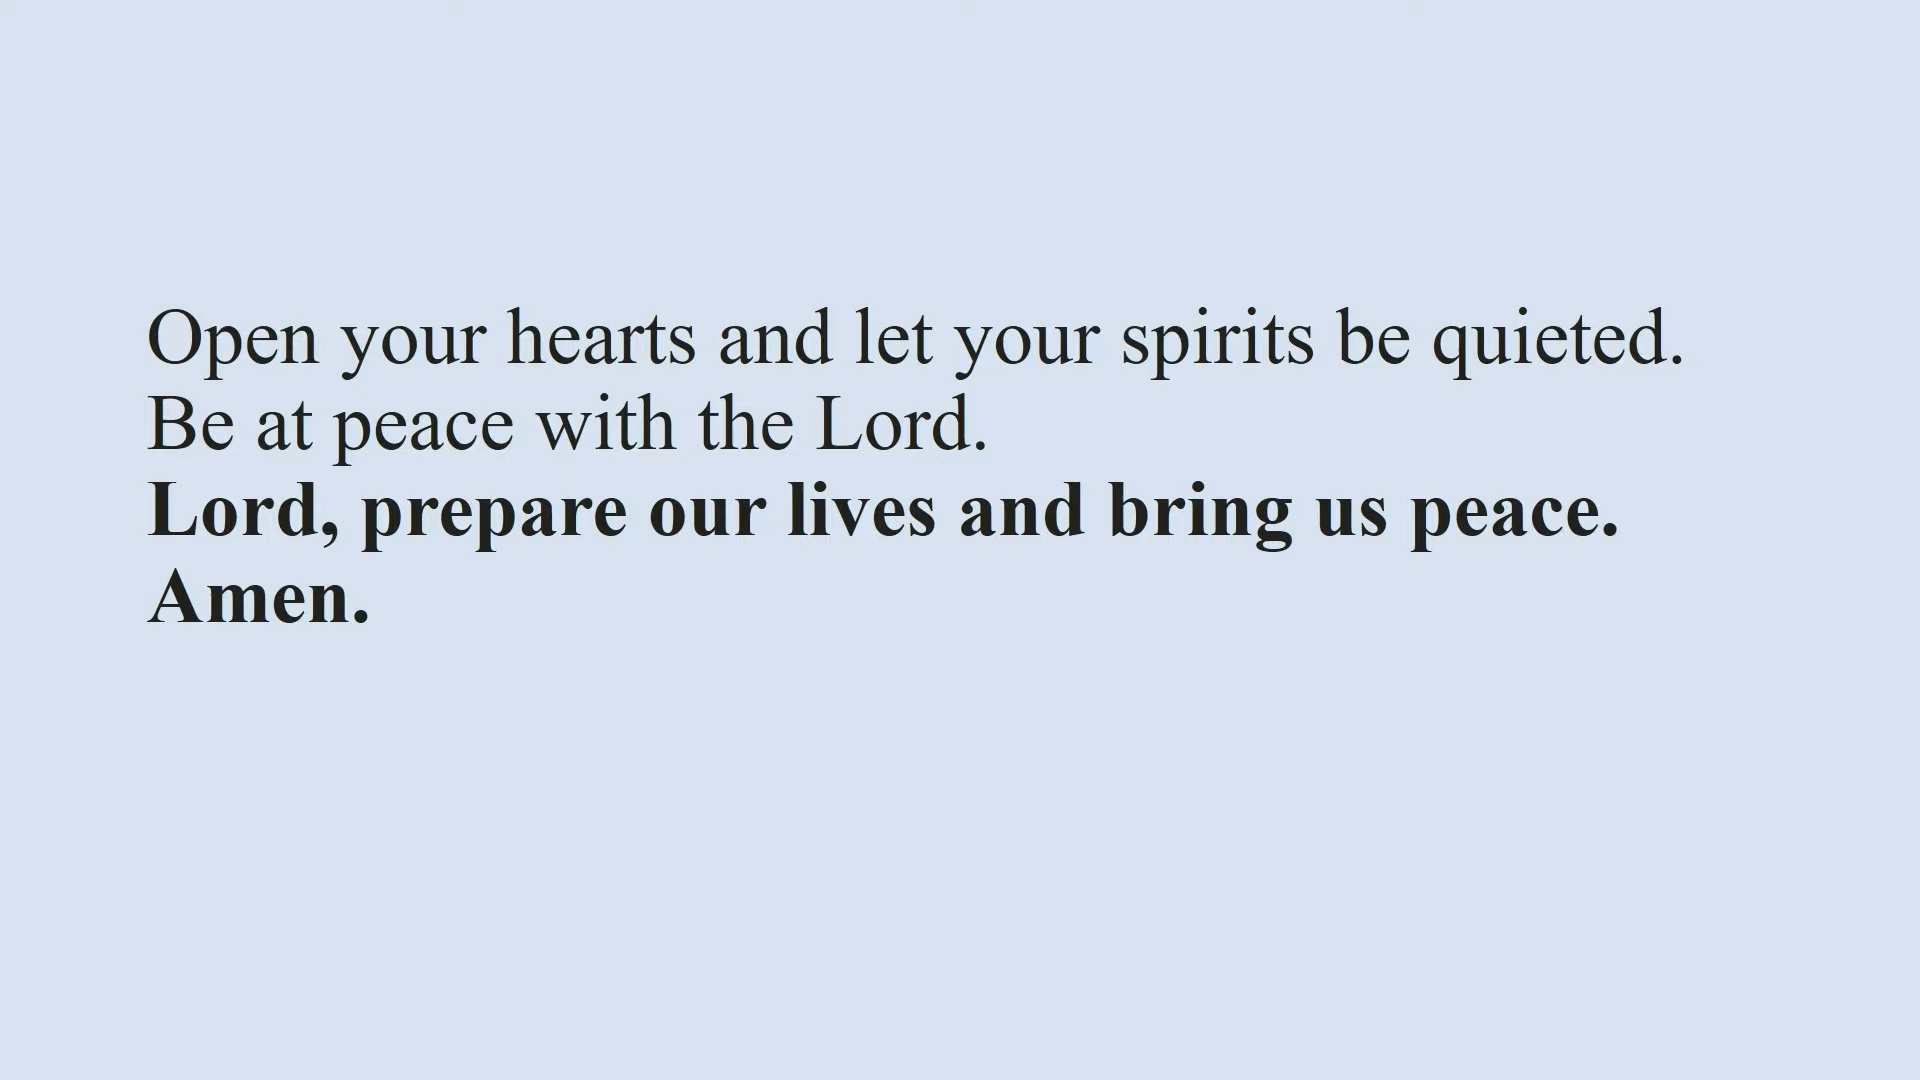 Open your hearts and let your spirits be quieted.
Be at peace with the Lord.
Lord, prepare our lives and bring us peace.
Amen.